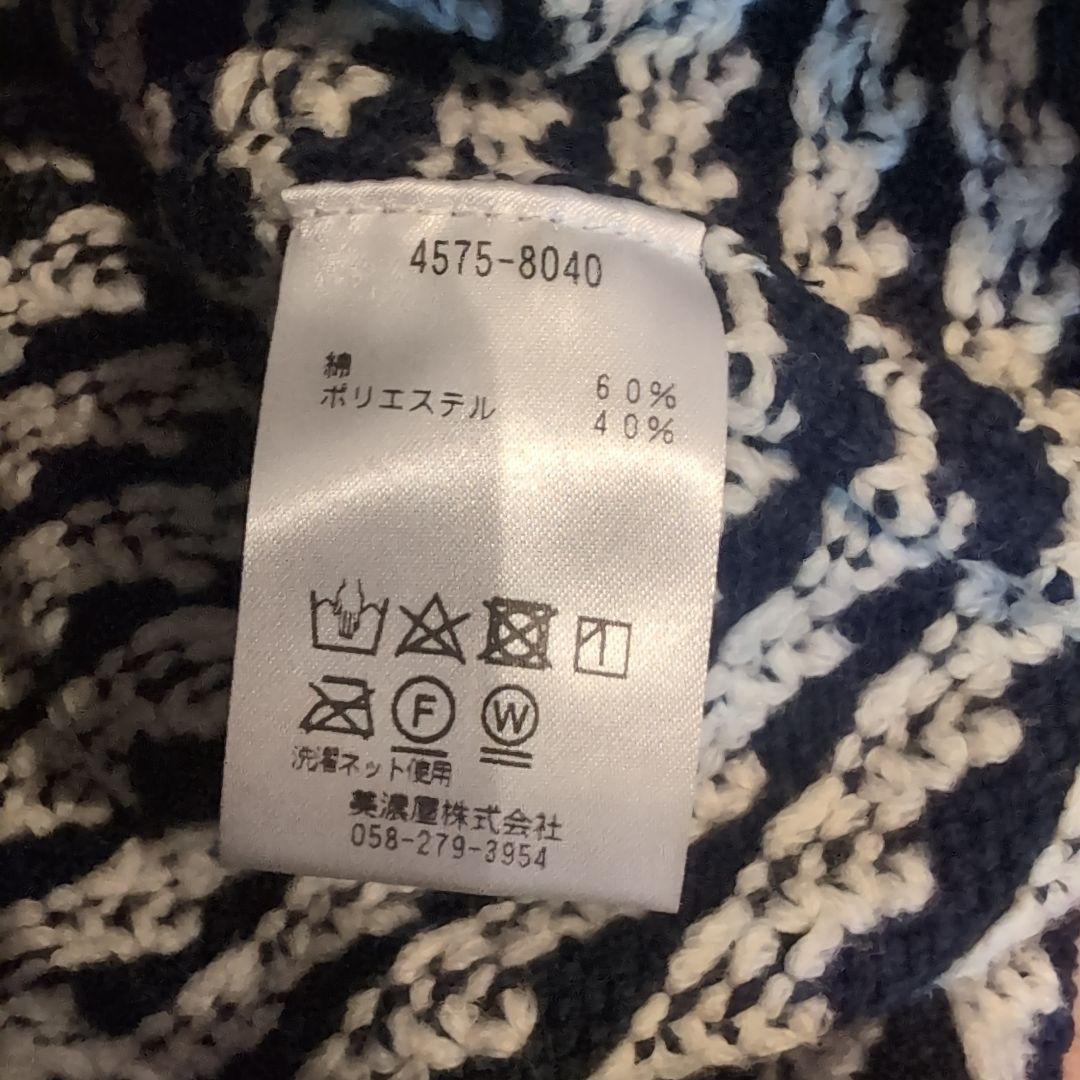 4575-8040
綿 60%
ポリエステル 40%
F W
洗濯ネット使用
美濃屋株式会社
058-279-3954